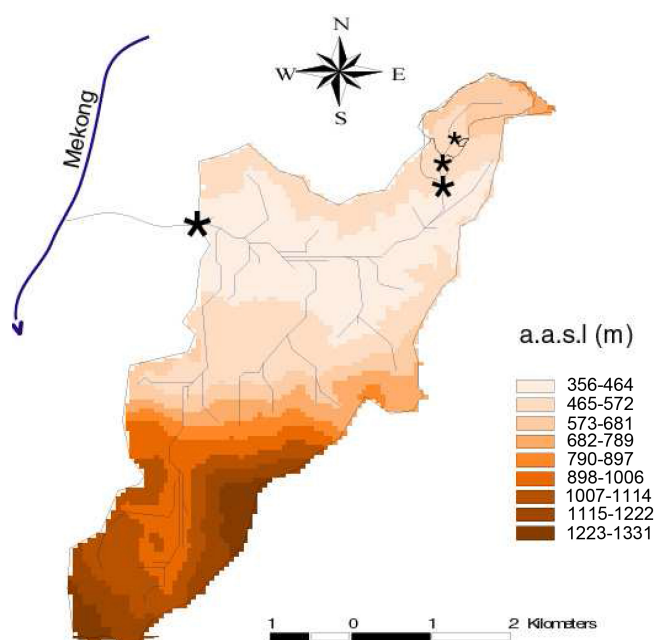 N
W E
S
Mekong
a.a.s.l (m)
356-464
465-572
573-681
682-789
790-897
898-1006
1007-1114
1115-1222
1223-1331
1 0 1 2 Kilometers